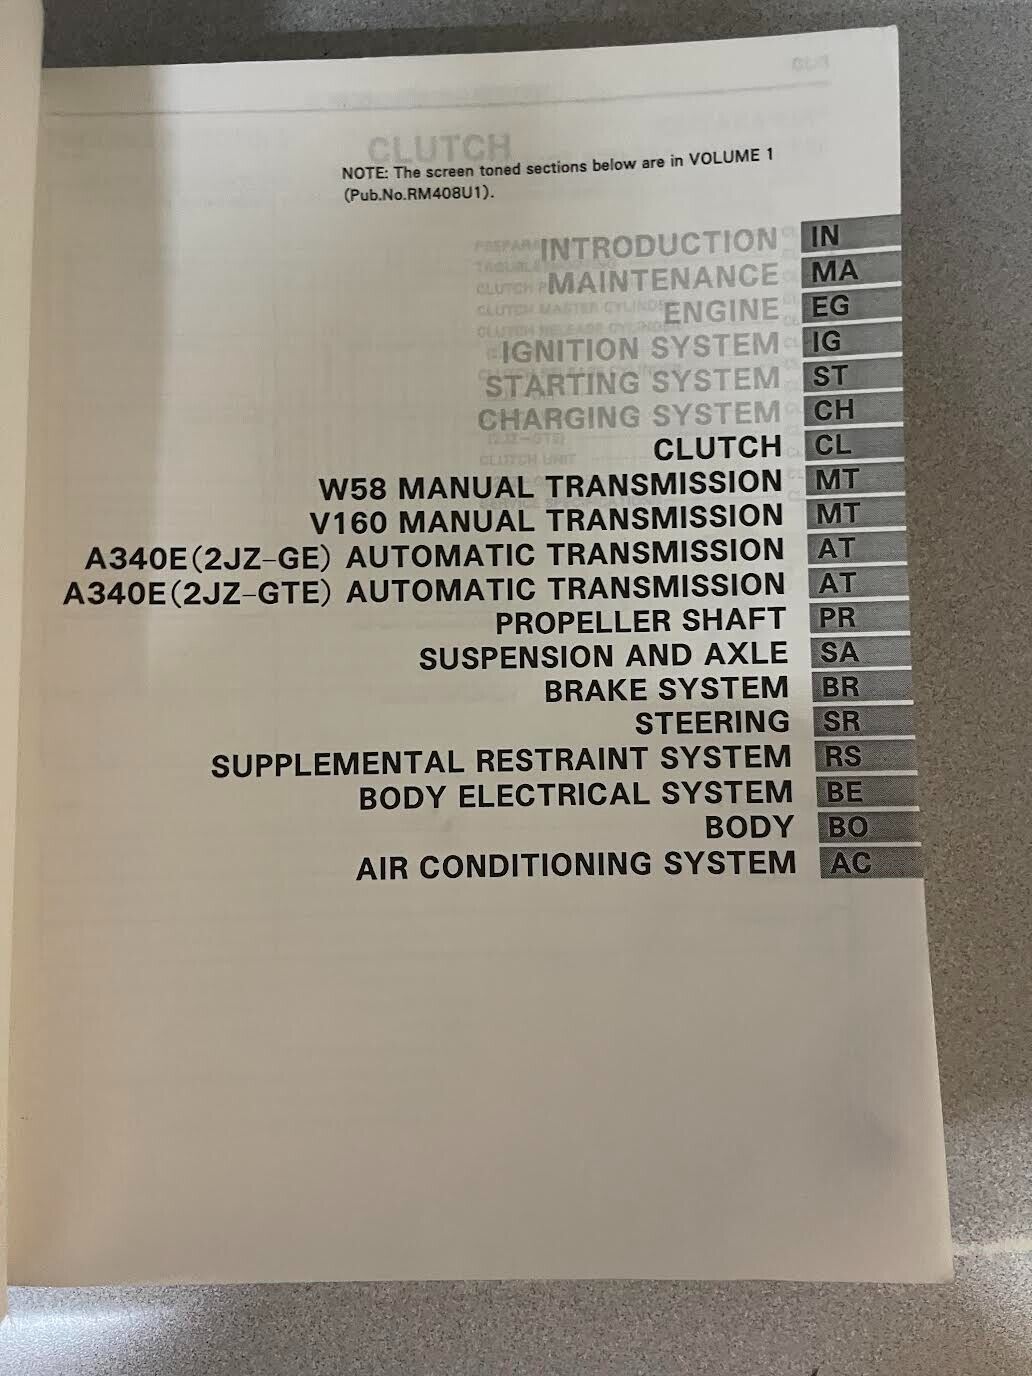 CLUTCH
NOTE: The screen toned sections below are in VOLUME 1
(Pub.No.RM408U1).
INTRODUCTION IN
MAINTENANCE MA
ENGINE EG
IGNITION SYSTEM IG
STARTING SYSTEM ST
CHARGING SYSTEM CH
CLUTCH CL
W58 MANUAL TRANSMISSION MT
V160 MANUAL TRANSMISSION MT
A340E(2JZ–GE) AUTOMATIC TRANSMISSION AT
A340E(2JZ–GTE) AUTOMATIC TRANSMISSION AT
PROPELLER SHAFT PR
SUSPENSION AND AXLE SA
BRAKE SYSTEM BR
STEERING SR
SUPPLEMENTAL RESTRAINT SYSTEM RS
BODY ELECTRICAL SYSTEM BE
BODY BO
AIR CONDITIONING SYSTEM AC